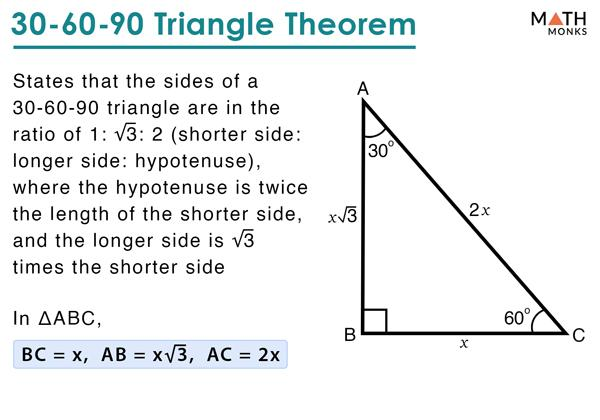 30-60-90 Triangle Theorem
MATH
MONKS
States that the sides of a
30-60-90 triangle are in the
ratio of 1: √3: 2 (shorter side:
longer side: hypotenuse),
where the hypotenuse is twice
the length of the shorter side,
and the longer side is √3
times the shorter side
In ΔABC,
BC = x, AB = x√3, AC = 2x
A
30°
x√3
2x
60°
B
C
x